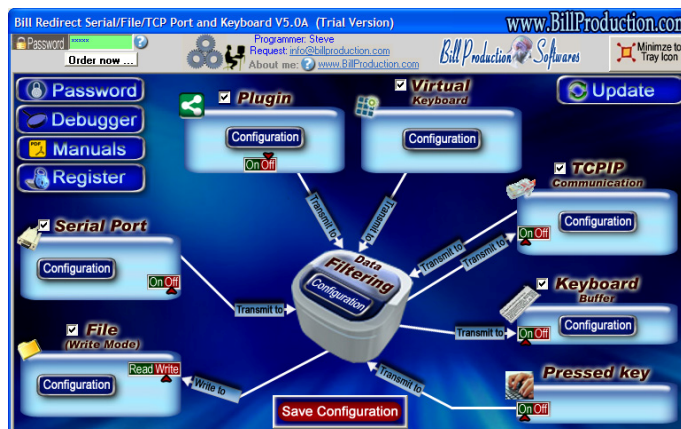 Bill Redirect Serial/File/TCP Port and Keyboard V5.0A (Trial Version)
www.BillProduction.com
Password
*****
Order now ...
Programmer: Steve
Request: info@billproduction.com
About me: www.BillProduction.com
Bill Production Softwares
Minimze to
Tray Icon
Password
Debugger
PDF
Manuals
Register
Plugin
Configuration
On Off
Virtual
Keyboard
Configuration
Update
TCPIP
Communication
Configuration
On Off
Serial Port
Configuration
On Off
Transmit to
Transmit to
Transmit to
Transmit to
Data
Filtering
Configuration
Transmit to
Keyboard
Buffer
Configuration
On Off
Transmit to
File
(Write Mode)
Read Write
Configuration
Write to
Transmit to
Pressed key
On Off
Save Configuration